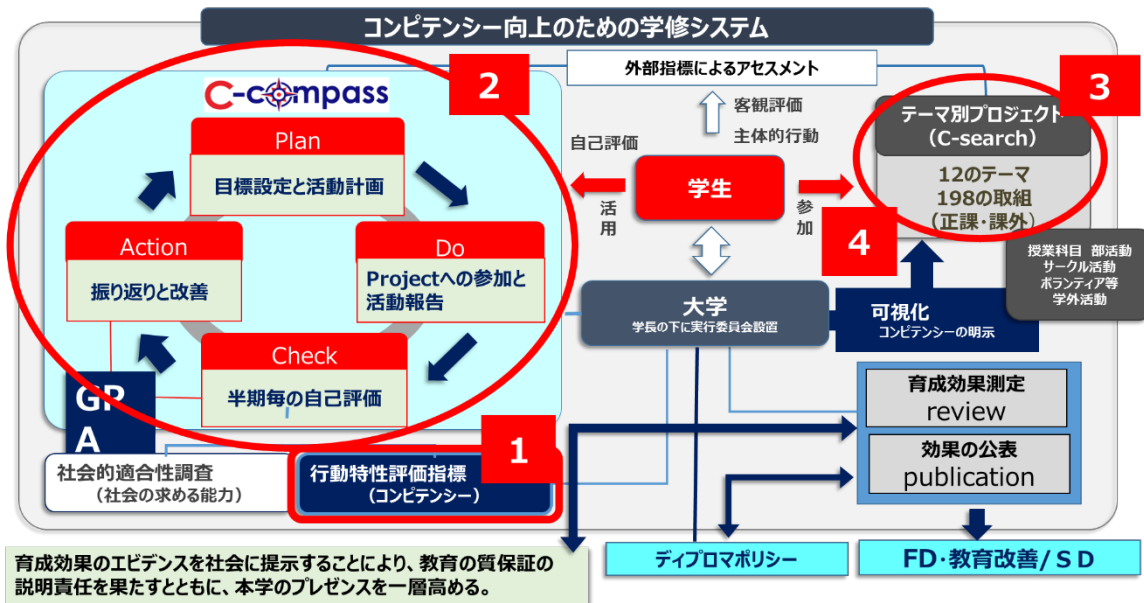 コンピテンシー向上のための学修システム
C-compass
2
外部指標によるアセスメント
3
Plan
目標設定と活動計画
客観評価
主体的行動
自己評価
学生
活用
参加
テーマ別プロジェクト
(C-search)
12のテーマ
198の取組
(正課・課外)
4
Action
振り返りと改善
Do
Projectへの参加と
活動報告
授業科目 部活動
サークル活動
ボランティア等
学外活動
大学
学長の下に実行委員会設置
可視化
コンピテンシーの明示
Check
半期毎の自己評価
GP
A
育成効果測定
review
効果の公表
publication
1
社会的適合性調査
(社会の求める能力)
行動特性評価指標
(コンピテンシー)
育成効果のエビデンスを社会に提示することにより、教育の質保証の
説明責任を果たすとともに、本学のプレゼンスを一層高める。
ディプロマポリシー
FD・教育改善/ＳＤ